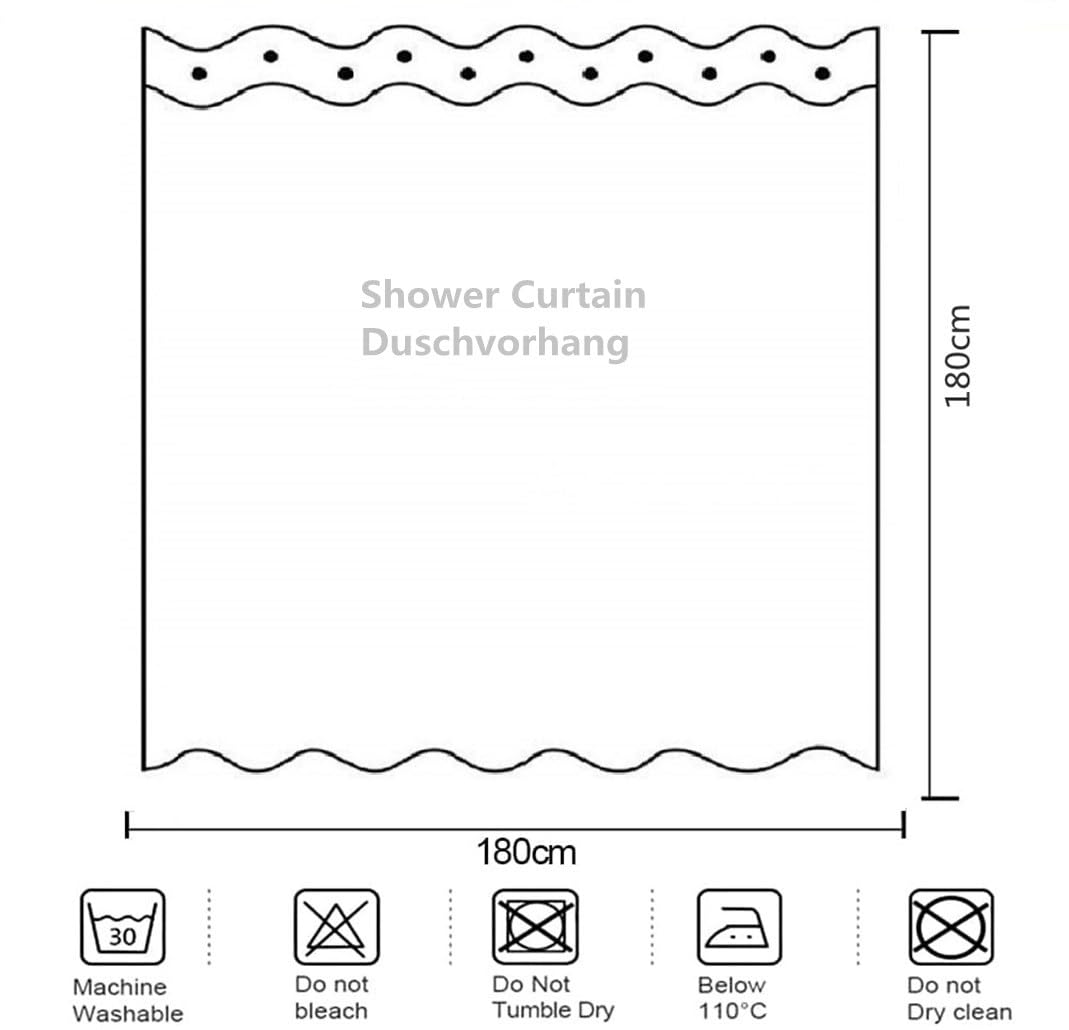 Shower Curtain
Duschvorhang
180cm
180cm
30
Machine
Washable
Do not
bleach
Do Not
Tumble Dry
Below
110°C
Do not
Dry clean